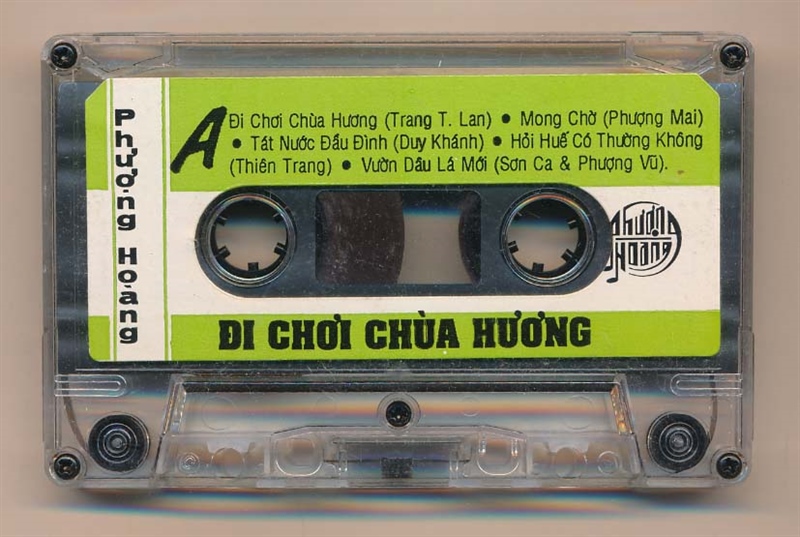 Phượng Hoàng
A
Đi Chơi Chùa Hương (Trang T. Lan) • Mong Chờ (Phượng Mai)
• Tát Nước Đầu Đình (Duy Khánh) • Hỏi Huế Có Thường Không
(Thiên Trang) • Vườn Dâu Lá Mới (Sơn Ca & Phượng Vũ).
Phượng
Hoàng
ĐI CHƠI CHÙA HƯƠNG